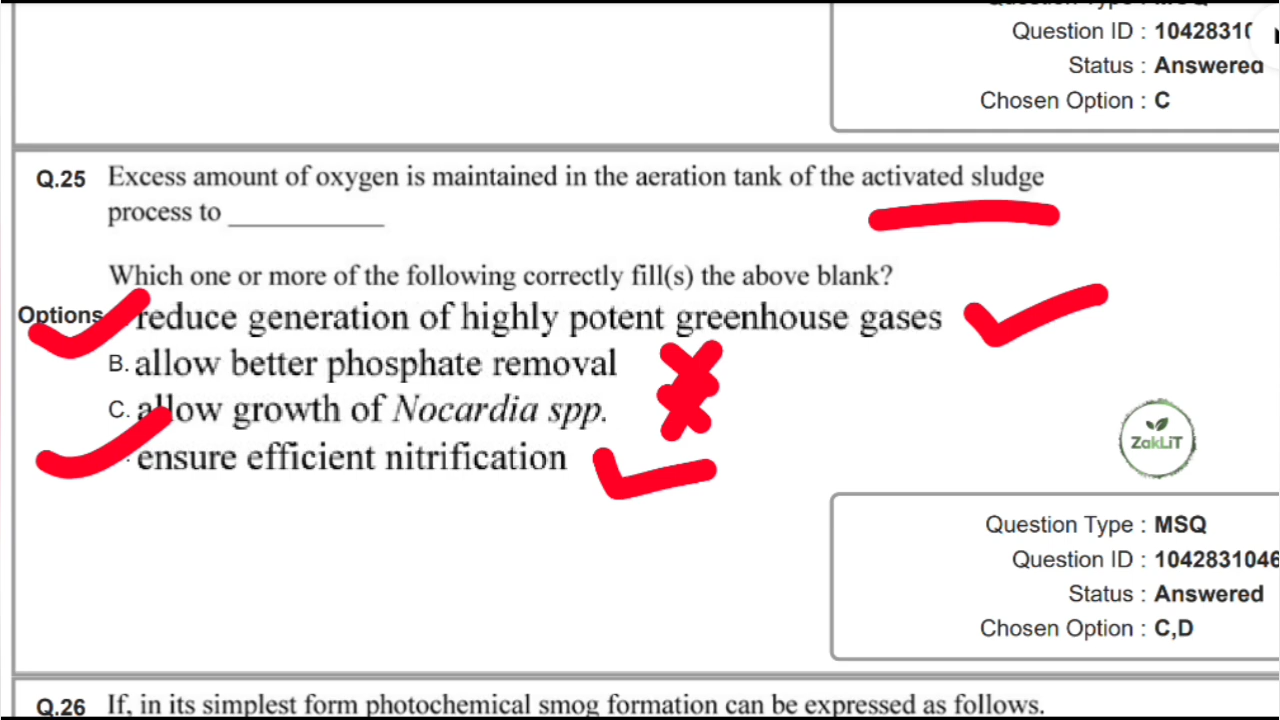 Question ID : 1042831
Status : Answered
Chosen Option : C
Q.25 Excess amount of oxygen is maintained in the aeration tank of the activated sludge
process to ___________
Which one or more of the following correctly fill(s) the above blank?
Options reduce generation of highly potent greenhouse gases
B. allow better phosphate removal
C. allow growth of Nocardia spp.
ensure efficient nitrification
ZakLiT
Question Type : MSQ
Question ID : 1042831046
Status : Answered
Chosen Option : C,D
Q.26 If, in its simplest form photochemical smog formation can be expressed as follows.